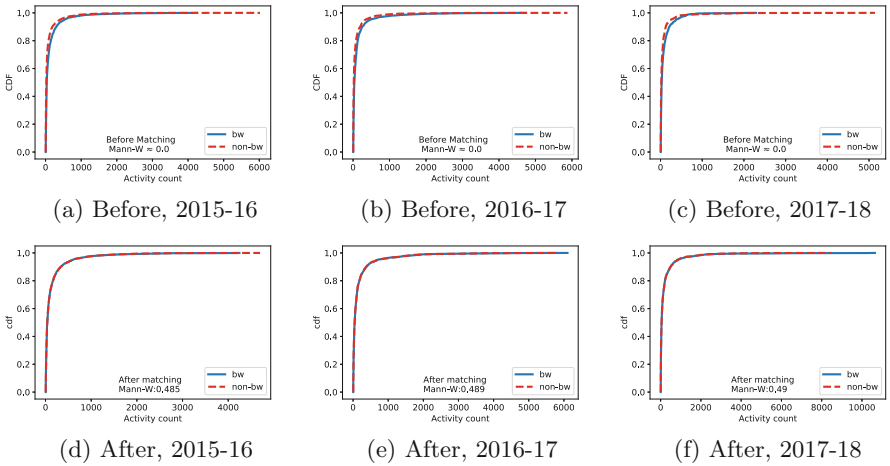 1.0
0.8
0.6
0.4
0.2
0.0
CDF
Before Matching
Mann-W ≈ 0.0
bw
non-bw
0 1000 2000 3000 4000 5000 6000
Activity count
(a) Before, 2015-16
1.0
0.8
0.6
0.4
0.2
0.0
CDF
Before Matching
Mann-W ≈ 0.0
bw
non-bw
0 1000 2000 3000 4000 5000 6000
Activity count
(b) Before, 2016-17
1.0
0.8
0.6
0.4
0.2
0.0
CDF
Before Matching
Mann-W ≈ 0.0
bw
non-bw
0 1000 2000 3000 4000 5000
Activity count
(c) Before, 2017-18
1,0
0.8
0.6
0.4
0.2
0.0
cdf
After matching
Mann-W:0,485
bw
non-bw
0 1000 2000 3000 4000
Activity count
(d) After, 2015-16
1,0
0.8
0.6
0.4
0.2
0.0
cdf
After matching
Mann-W:0,489
bw
non-bw
0 1000 2000 3000 4000 5000 6000
Activity count
(e) After, 2016-17
1,0
0.8
0.6
0.4
0.2
0.0
cdf
After matching
Mann-W:0,49
bw
non-bw
0 2000 4000 6000 8000 10000
Activity count
(f) After, 2017-18